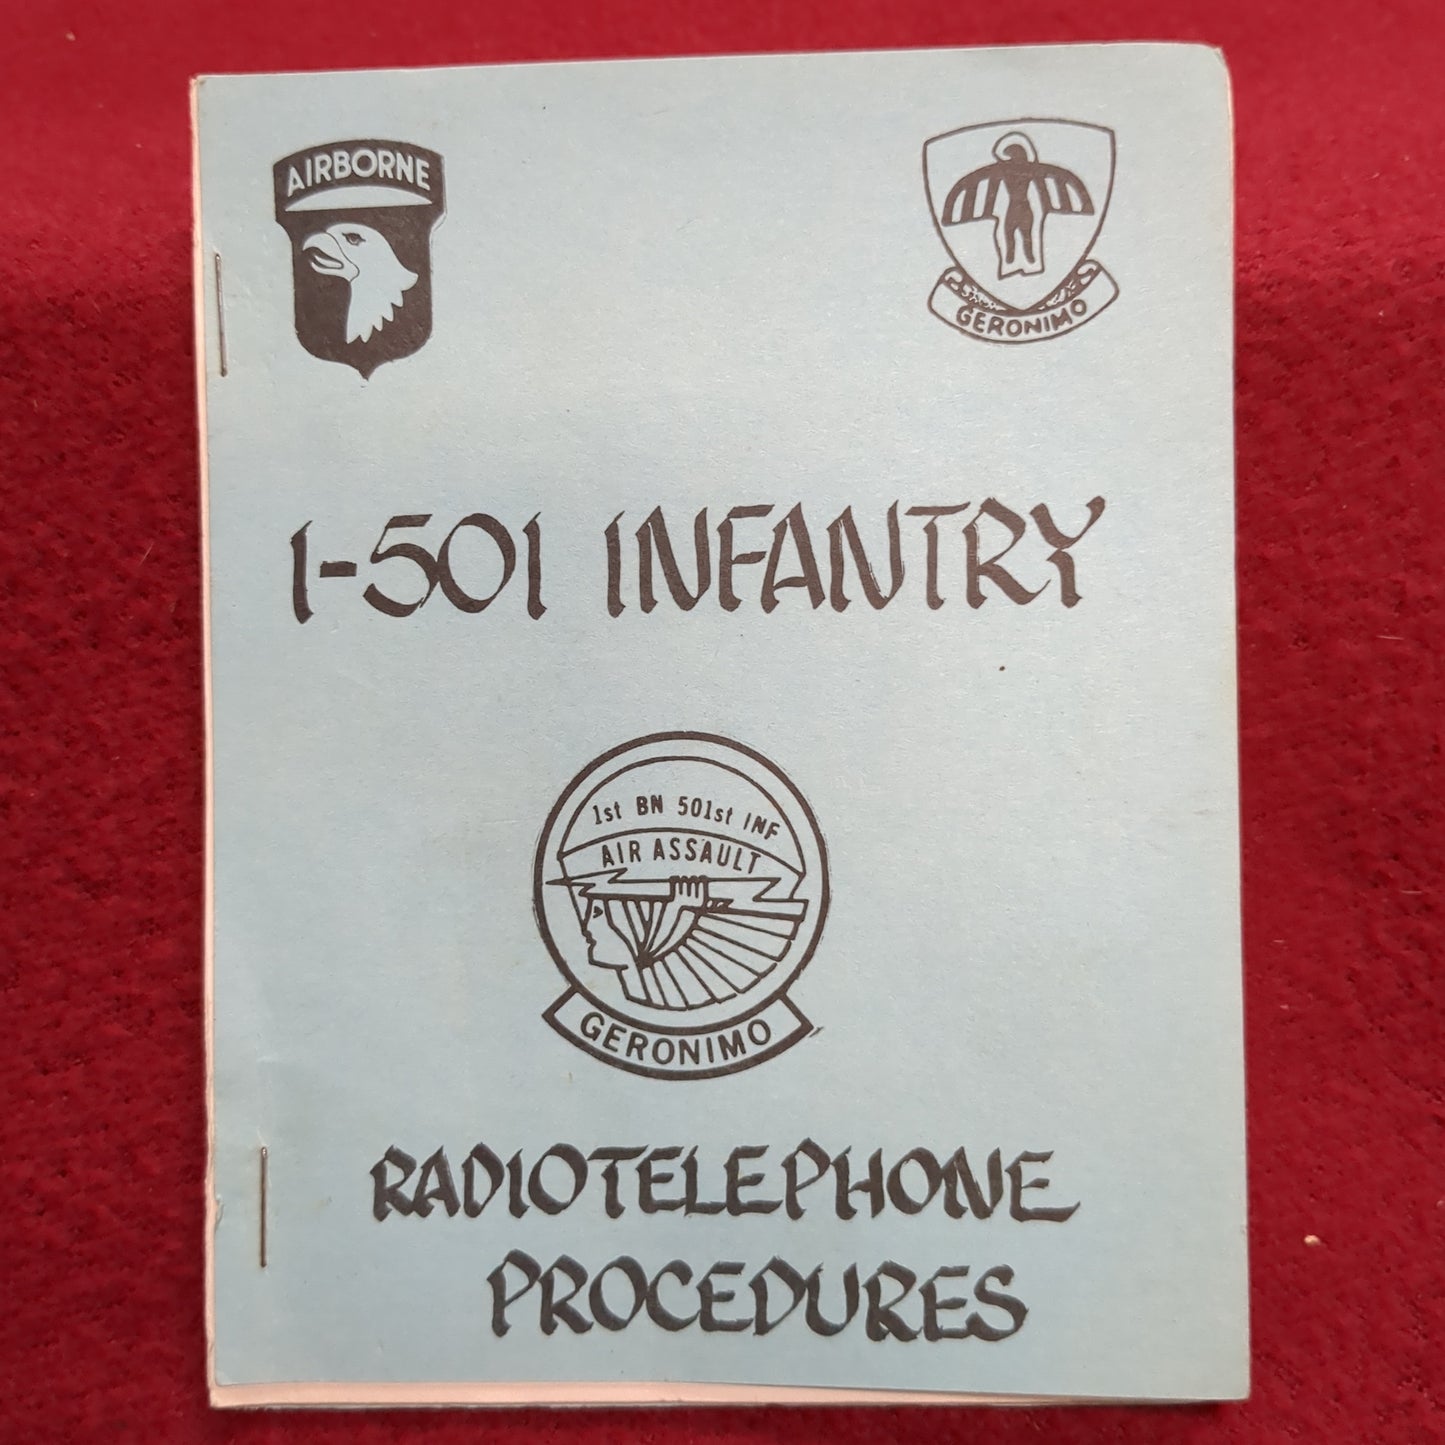 AIRBORNE
GERONIMO
1-501 INFANTRY
1st BN 501st INF
AIR ASSAULT
GERONIMO
RADIOTELEPHONE
PROCEDURES